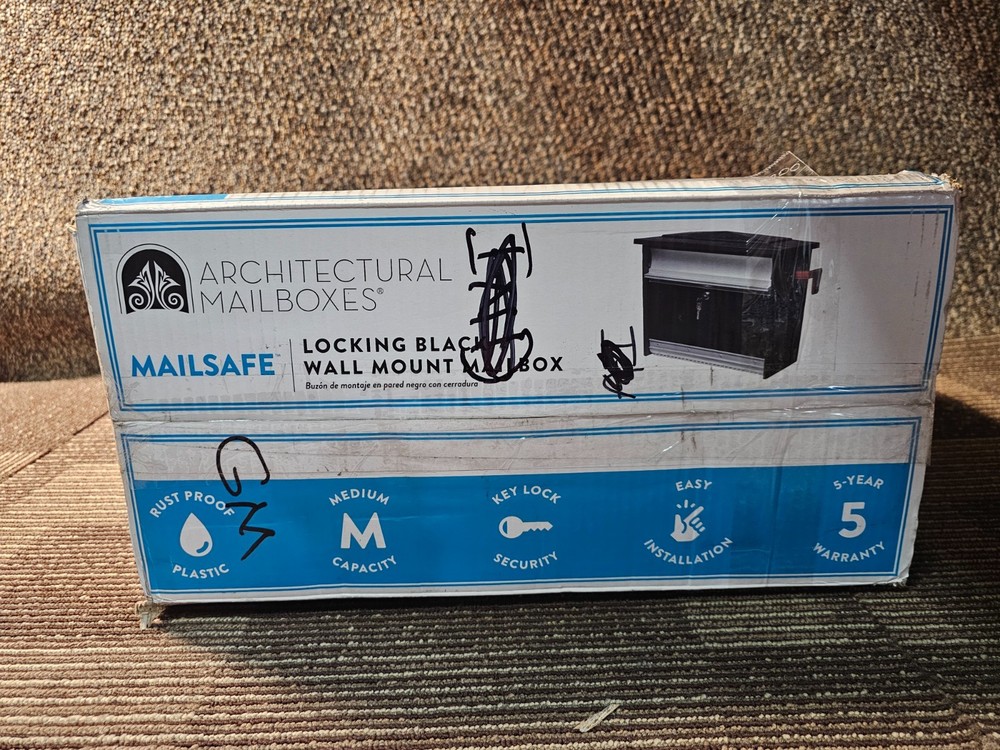 ARCHITECTURAL
MAILBOXES®
MAILSAFE
LOCKING BLACK
WALL MOUNT MAILBOX
Buzón de montaje en pared negro con cerradura
GM
RUST PROOF
PLASTIC
MEDIUM
M
CAPACITY
KEY LOCK
SECURITY
EASY
INSTALLATION
5-YEAR
5
WARRANTY